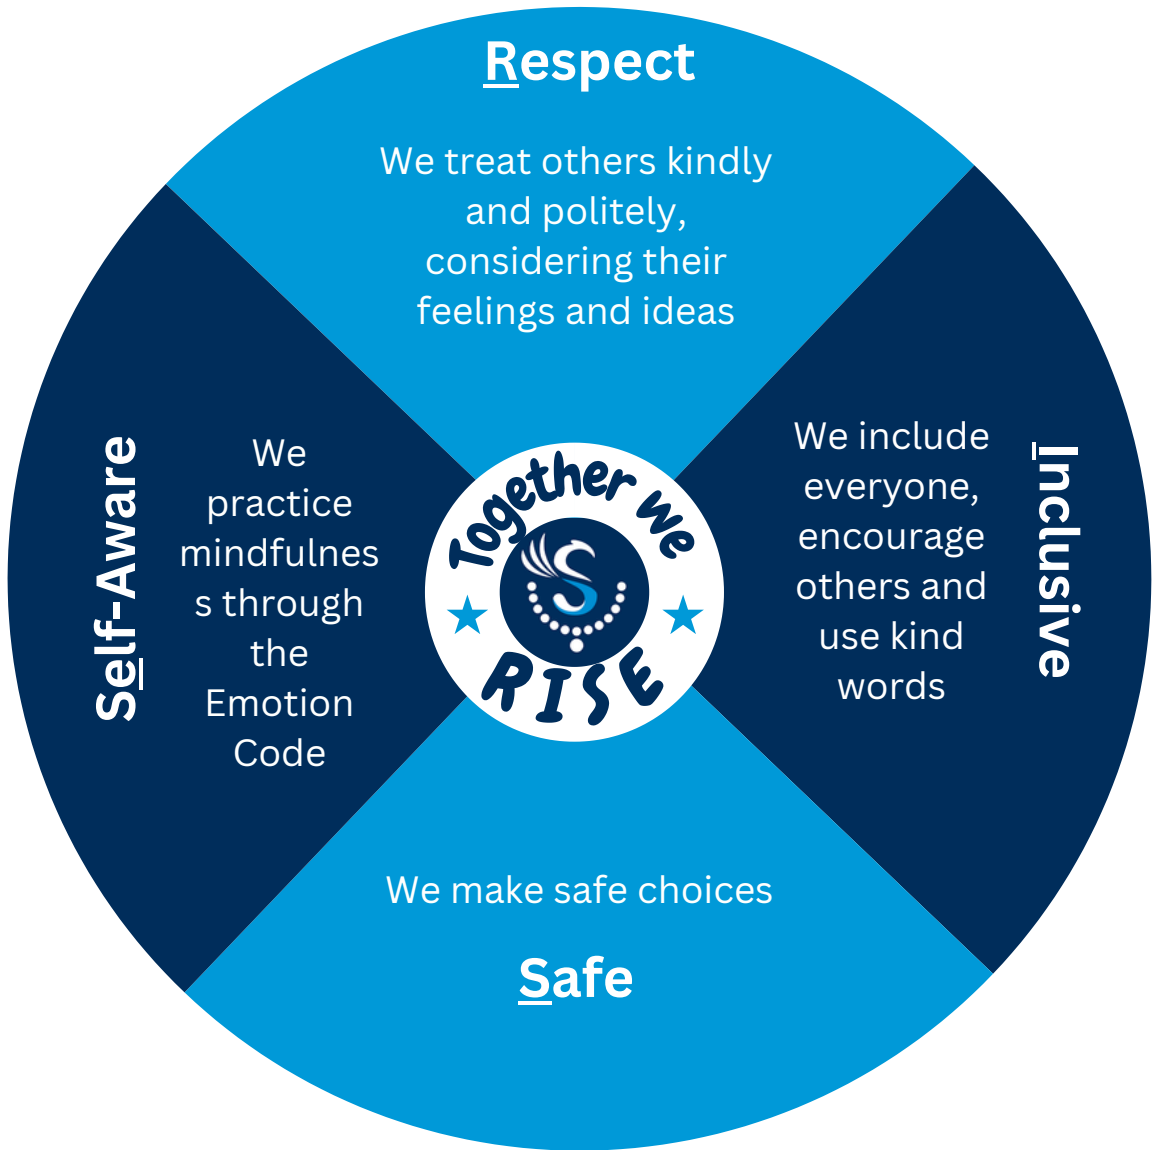 Respect
We treat others kindly
and politely,
considering their
feelings and ideas
Inclusive
We include
everyone,
encourage
others and
use kind
words
We make safe choices
Safe
Self-Aware
We
practice
mindfulnes
s through
the
Emotion
Code
Together We
RISE
S